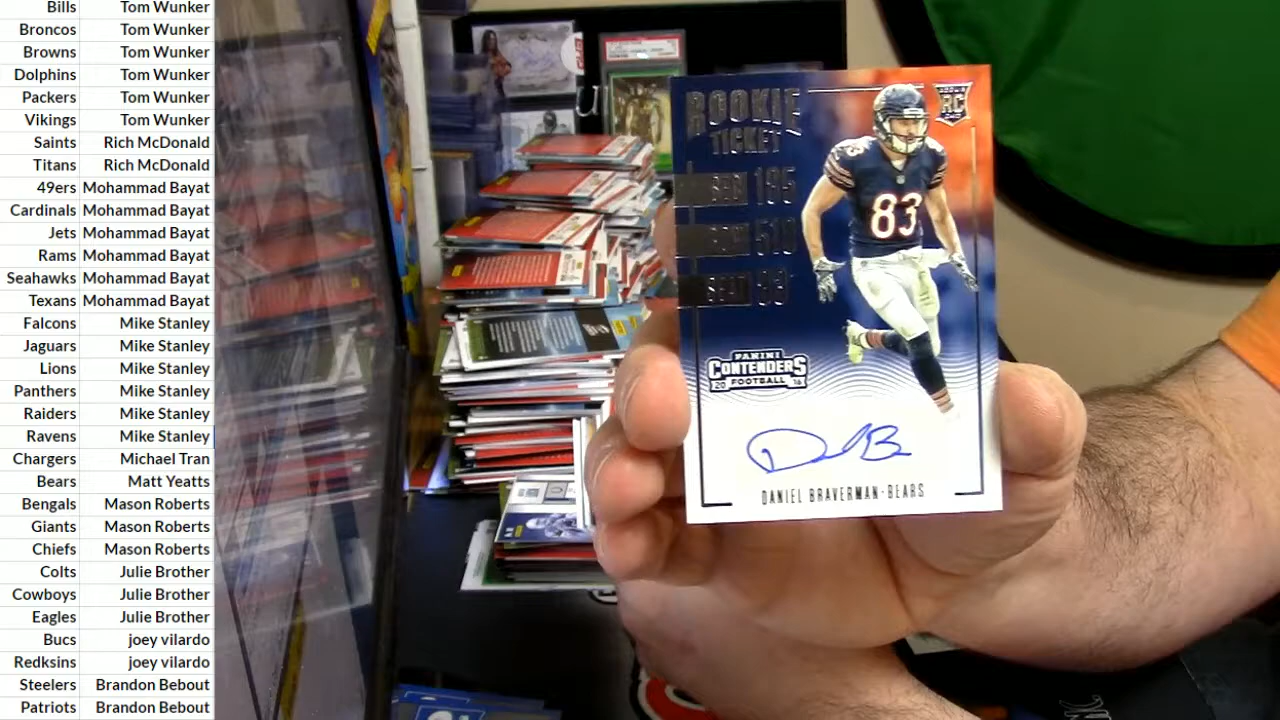 Bills Tom Wunker
Broncos Tom Wunker
Browns Tom Wunker
Dolphins Tom Wunker
Packers Tom Wunker
Vikings Tom Wunker
Saints Rich McDonald
Titans Rich McDonald
49ers Mohammad Bayat
Cardinals Mohammad Bayat
Jets Mohammad Bayat
Rams Mohammad Bayat
Seahawks Mohammad Bayat
Texans Mohammad Bayat
Falcons Mike Stanley
Jaguars Mike Stanley
Lions Mike Stanley
Panthers Mike Stanley
Raiders Mike Stanley
Ravens Mike Stanley
Chargers Michael Tran
Bears Matt Yeatts
Bengals Mason Roberts
Giants Mason Roberts
Chiefs Mason Roberts
Colts Julie Brother
Cowboys Julie Brother
Eagles Julie Brother
Bucs joey vilardo
Redksins joey vilardo
Steelers Brandon Bebout
Patriots Brandon Bebout
ROOKIE
TICKET
RC
195
510
83
83
PANINI
CONTENDERS
20 FOOTBALL 16
DANIEL BRAVERMAN · BEARS